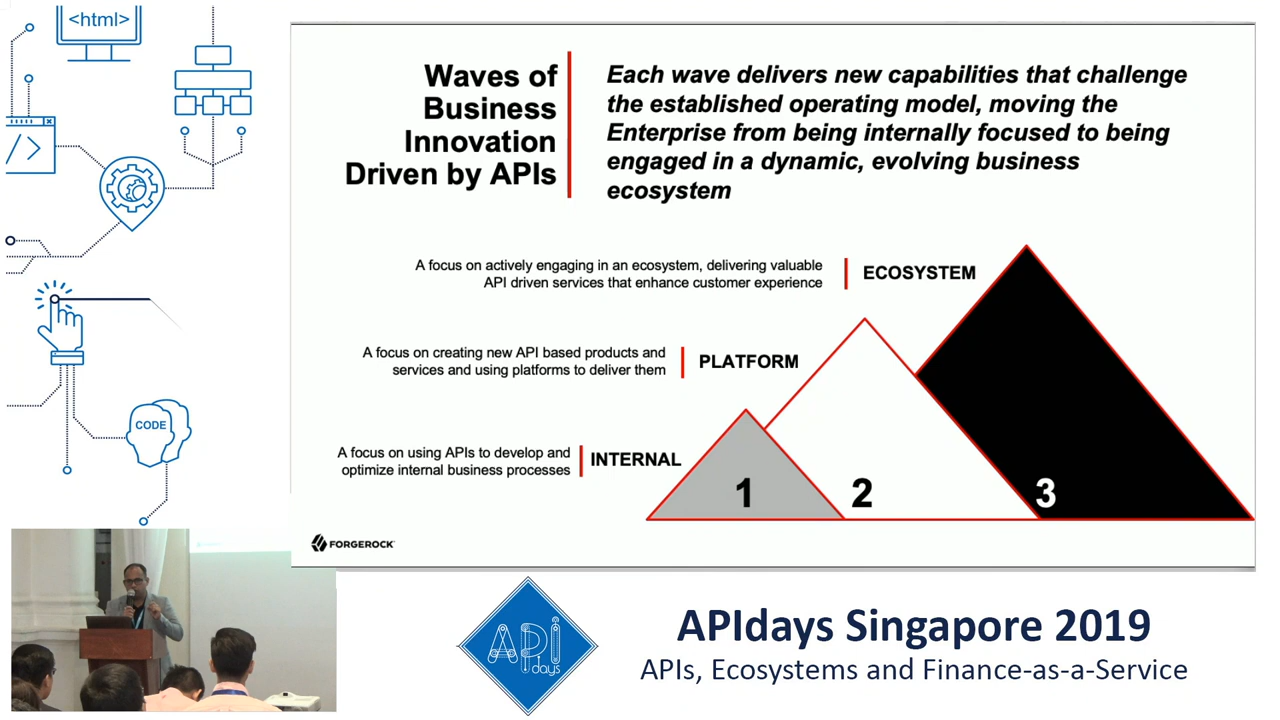 <html>
</>
CODE
Waves of
Business
Innovation
Driven by APIs
Each wave delivers new capabilities that challenge
the established operating model, moving the
Enterprise from being internally focused to being
engaged in a dynamic, evolving business
ecosystem
A focus on actively engaging in an ecosystem, delivering valuable
API driven services that enhance customer experience
ECOSYSTEM
A focus on creating new API based products and
services and using platforms to deliver them
PLATFORM
A focus on using APIs to develop and
optimize internal business processes
INTERNAL
1
2
3
FORGEROCK
API
days
APIdays Singapore 2019
APIs, Ecosystems and Finance-as-a-Service